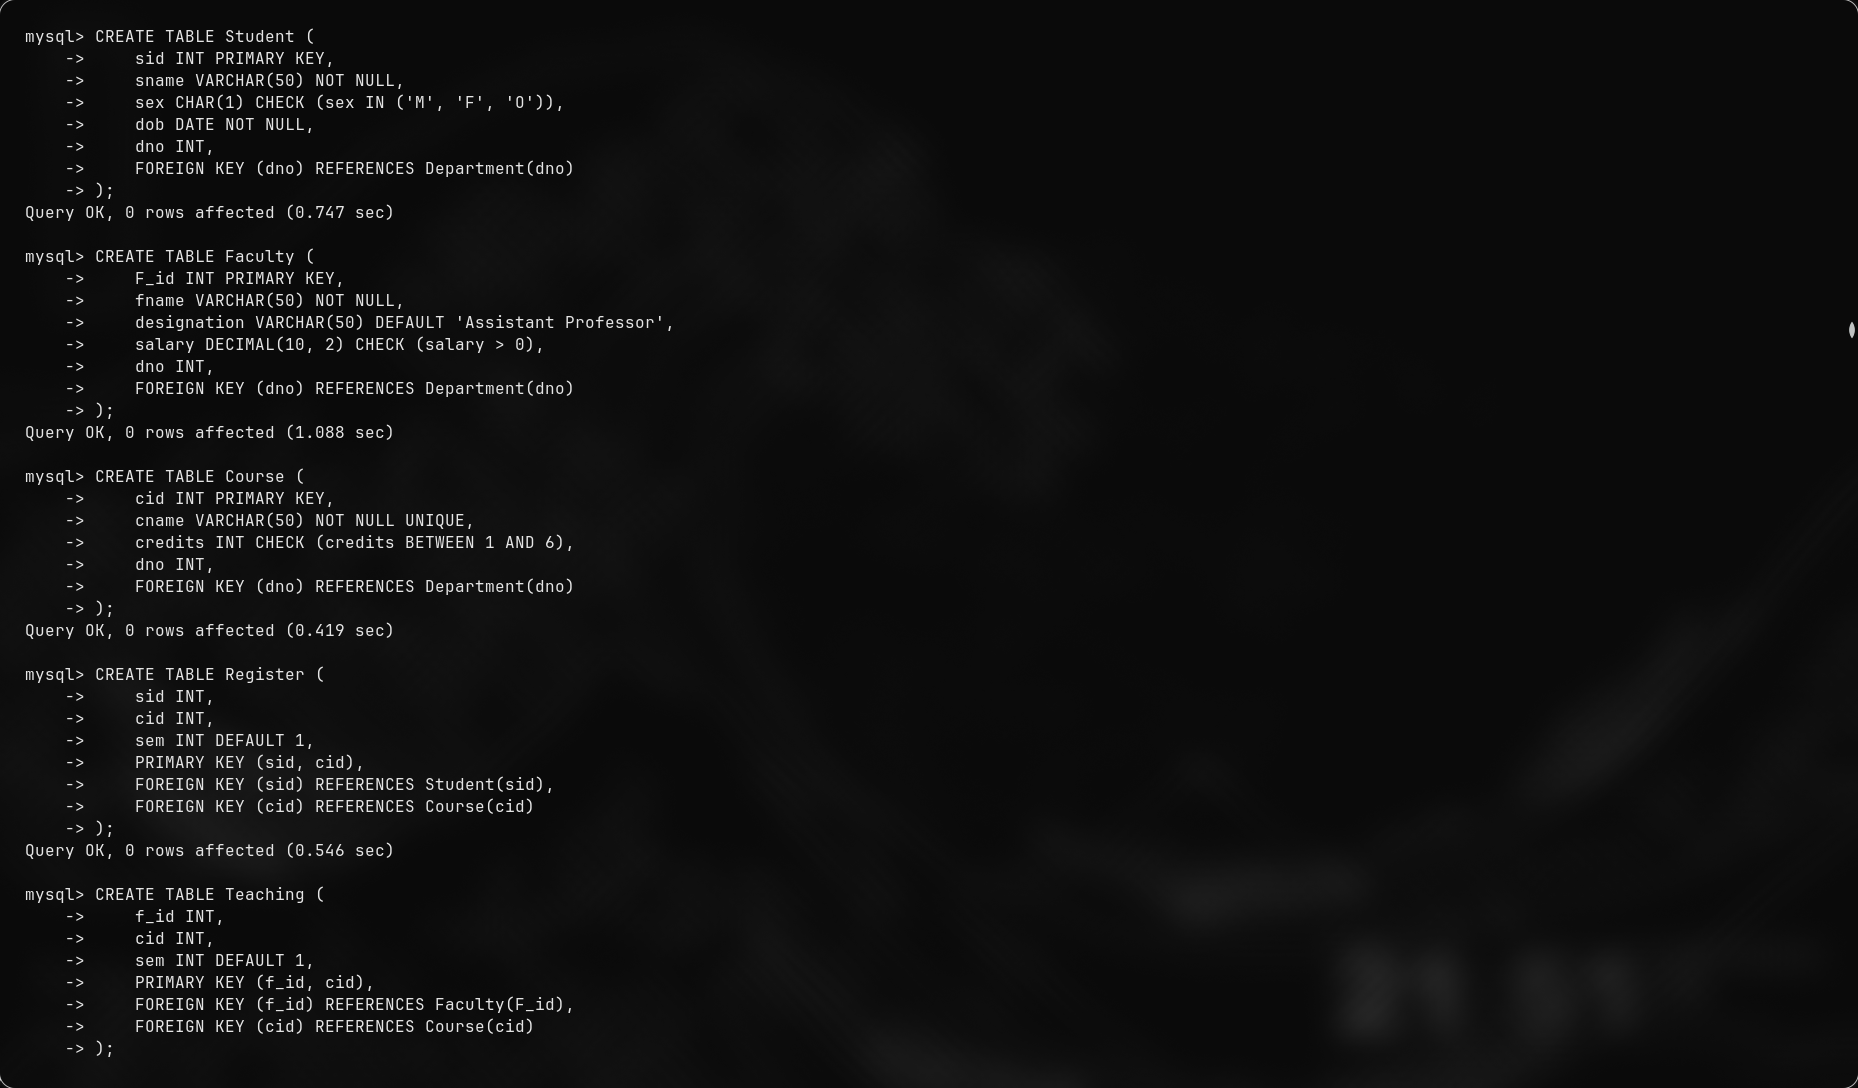 mysql> CREATE TABLE Student (
    ->     sid INT PRIMARY KEY,
    ->     sname VARCHAR(50) NOT NULL,
    ->     sex CHAR(1) CHECK (sex IN ('M', 'F', 'O')),
    ->     dob DATE NOT NULL,
    ->     dno INT,
    ->     FOREIGN KEY (dno) REFERENCES Department(dno)
    -> );
Query OK, 0 rows affected (0.747 sec)

mysql> CREATE TABLE Faculty (
    ->     F_id INT PRIMARY KEY,
    ->     fname VARCHAR(50) NOT NULL,
    ->     designation VARCHAR(50) DEFAULT 'Assistant Professor',
    ->     salary DECIMAL(10, 2) CHECK (salary > 0),
    ->     dno INT,
    ->     FOREIGN KEY (dno) REFERENCES Department(dno)
    -> );
Query OK, 0 rows affected (1.088 sec)

mysql> CREATE TABLE Course (
    ->     cid INT PRIMARY KEY,
    ->     cname VARCHAR(50) NOT NULL UNIQUE,
    ->     credits INT CHECK (credits BETWEEN 1 AND 6),
    ->     dno INT,
    ->     FOREIGN KEY (dno) REFERENCES Department(dno)
    -> );
Query OK, 0 rows affected (0.419 sec)

mysql> CREATE TABLE Register (
    ->     sid INT,
    ->     cid INT,
    ->     sem INT DEFAULT 1,
    ->     PRIMARY KEY (sid, cid),
    ->     FOREIGN KEY (sid) REFERENCES Student(sid),
    ->     FOREIGN KEY (cid) REFERENCES Course(cid)
    -> );
Query OK, 0 rows affected (0.546 sec)

mysql> CREATE TABLE Teaching (
    ->     f_id INT,
    ->     cid INT,
    ->     sem INT DEFAULT 1,
    ->     PRIMARY KEY (f_id, cid),
    ->     FOREIGN KEY (f_id) REFERENCES Faculty(F_id),
    ->     FOREIGN KEY (cid) REFERENCES Course(cid)
    -> );